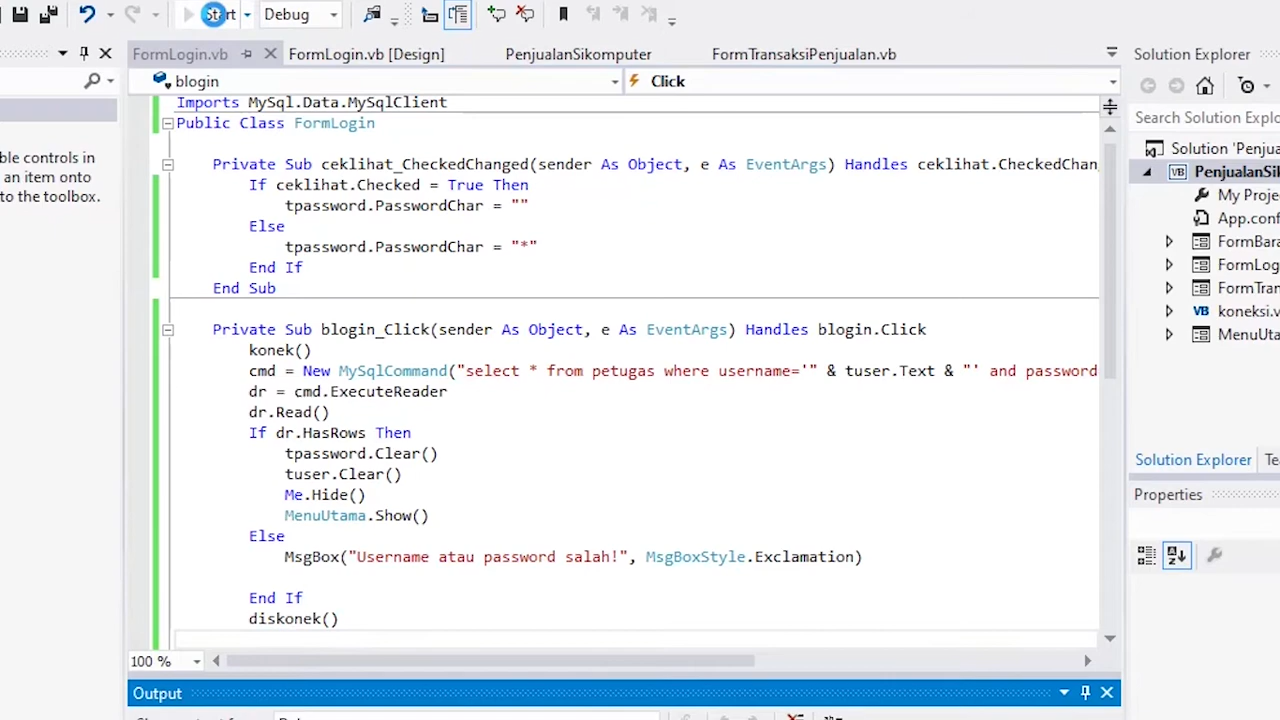 Start Debug
FormLogin.vb FormLogin.vb [Design] PenjualanSikomputer FormTransaksiPenjualan.vb Solution Explorer
blogin Click
Search Solution Explo
Imports MySql.Data.MySqlClient
Public Class FormLogin
Private Sub ceklihat_CheckedChanged(sender As Object, e As EventArgs) Handles ceklihat.CheckedChan
If ceklihat.Checked = True Then
tpassword.PasswordChar = ""
Else
tpassword.PasswordChar = "*"
End If
End Sub
Private Sub blogin_Click(sender As Object, e As EventArgs) Handles blogin.Click
konek()
cmd = New MySqlCommand("select * from petugas where username='" & tuser.Text & "' and password
dr = cmd.ExecuteReader
dr.Read()
If dr.HasRows Then
tpassword.Clear()
tuser.Clear()
Me.Hide()
MenuUtama.Show()
Else
MsgBox("Username atau password salah!", MsgBoxStyle.Exclamation)
End If
diskonek()
100 %
Output
ble controls in
an item onto
to the toolbox.
Solution 'Penjua
PenjualanSi
My Proje
App.conf
FormBara
FormLog
FormTran
koneksi.v
MenuUta
Solution Explorer Te
Properties